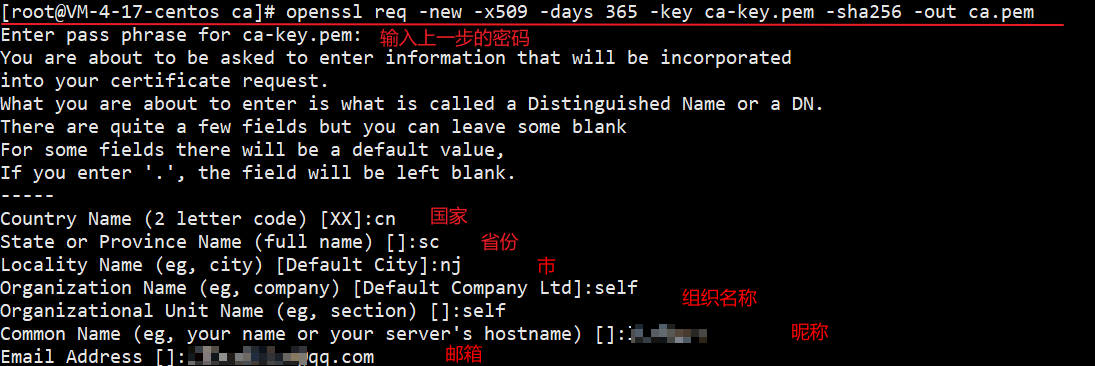 [root@VM-4-17-centos ca]# openssl req -new -x509 -days 365 -key ca-key.pem -sha256 -out ca.pem
Enter pass phrase for ca-key.pem: 输入上一步的密码
You are about to be asked to enter information that will be incorporated
into your certificate request.
What you are about to enter is what is called a Distinguished Name or a DN.
There are quite a few fields but you can leave some blank
For some fields there will be a default value,
If you enter '.', the field will be left blank.
-----
Country Name (2 letter code) [XX]:cn 国家
State or Province Name (full name) []:sc 省份
Locality Name (eg, city) [Default City]:nj 市
Organization Name (eg, company) [Default Company Ltd]:self 组织名称
Organizational Unit Name (eg, section) []:self
Common Name (eg, your name or your server's hostname) []: 昵称
Email Address []: qq.com 邮箱